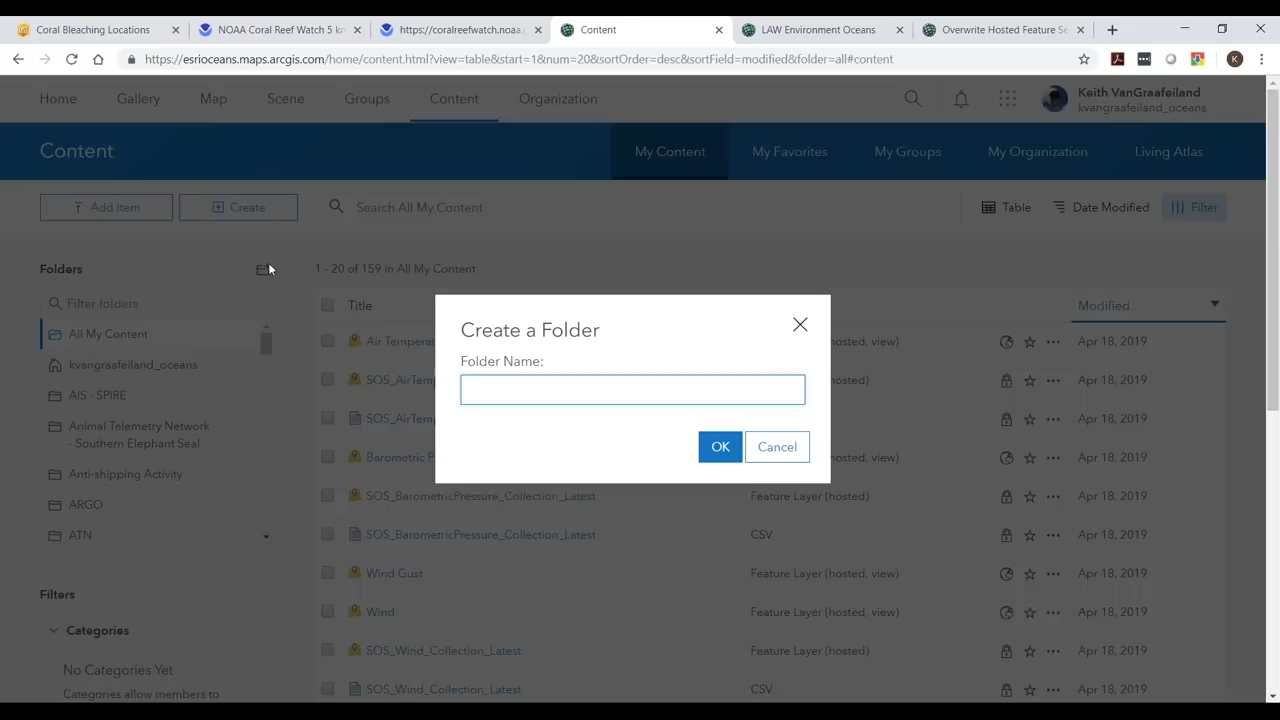 Coral Bleaching Locations
NOAA Coral Reef Watch 5 k
https://coralreefwatch.noaa.g
Content
LAW Environment Oceans
Overwrite Hosted Feature Se
https://esrioceans.maps.arcgis.com/home/content.html?view=table&start=1&num=20&sortOrder=desc&sortField=modified&folder=all#content
K
Home
Gallery
Map
Scene
Groups
Content
Organization
Keith VanGraafeiland
kvangraafeiland_oceans
Content
My Content
My Favorites
My Groups
My Organization
Living Atlas
Add Item
Create
Search All My Content
Table
Date Modified
Filter
Folders
1 - 20 of 159 in All My Content
Filter folders
All My Content
kvangraafeiland_oceans
AIS - SPIRE
Animal Telemetry Network
- Southern Elephant Seal
Anti-shipping Activity
ARGO
ATN
Filters
Categories
No Categories Yet
Categories allow members to
Title
Modified
Air Temperat
hosted, view)
Apr 18, 2019
SOS_AirTemp
hosted)
Apr 18, 2019
SOS_AirTemp
Apr 18, 2019
Barometric P
hosted, view)
Apr 18, 2019
SOS_BarometricPressure_Collection_Latest
Feature Layer (hosted)
Apr 18, 2019
SOS_BarometricPressure_Collection_Latest
CSV
Apr 18, 2019
Wind Gust
Feature Layer (hosted, view)
Apr 18, 2019
Wind
Feature Layer (hosted, view)
Apr 18, 2019
SOS_Wind_Collection_Latest
Feature Layer (hosted)
Apr 18, 2019
SOS_Wind_Collection_Latest
CSV
Apr 18, 2019
Create a Folder
Folder Name:
OK
Cancel